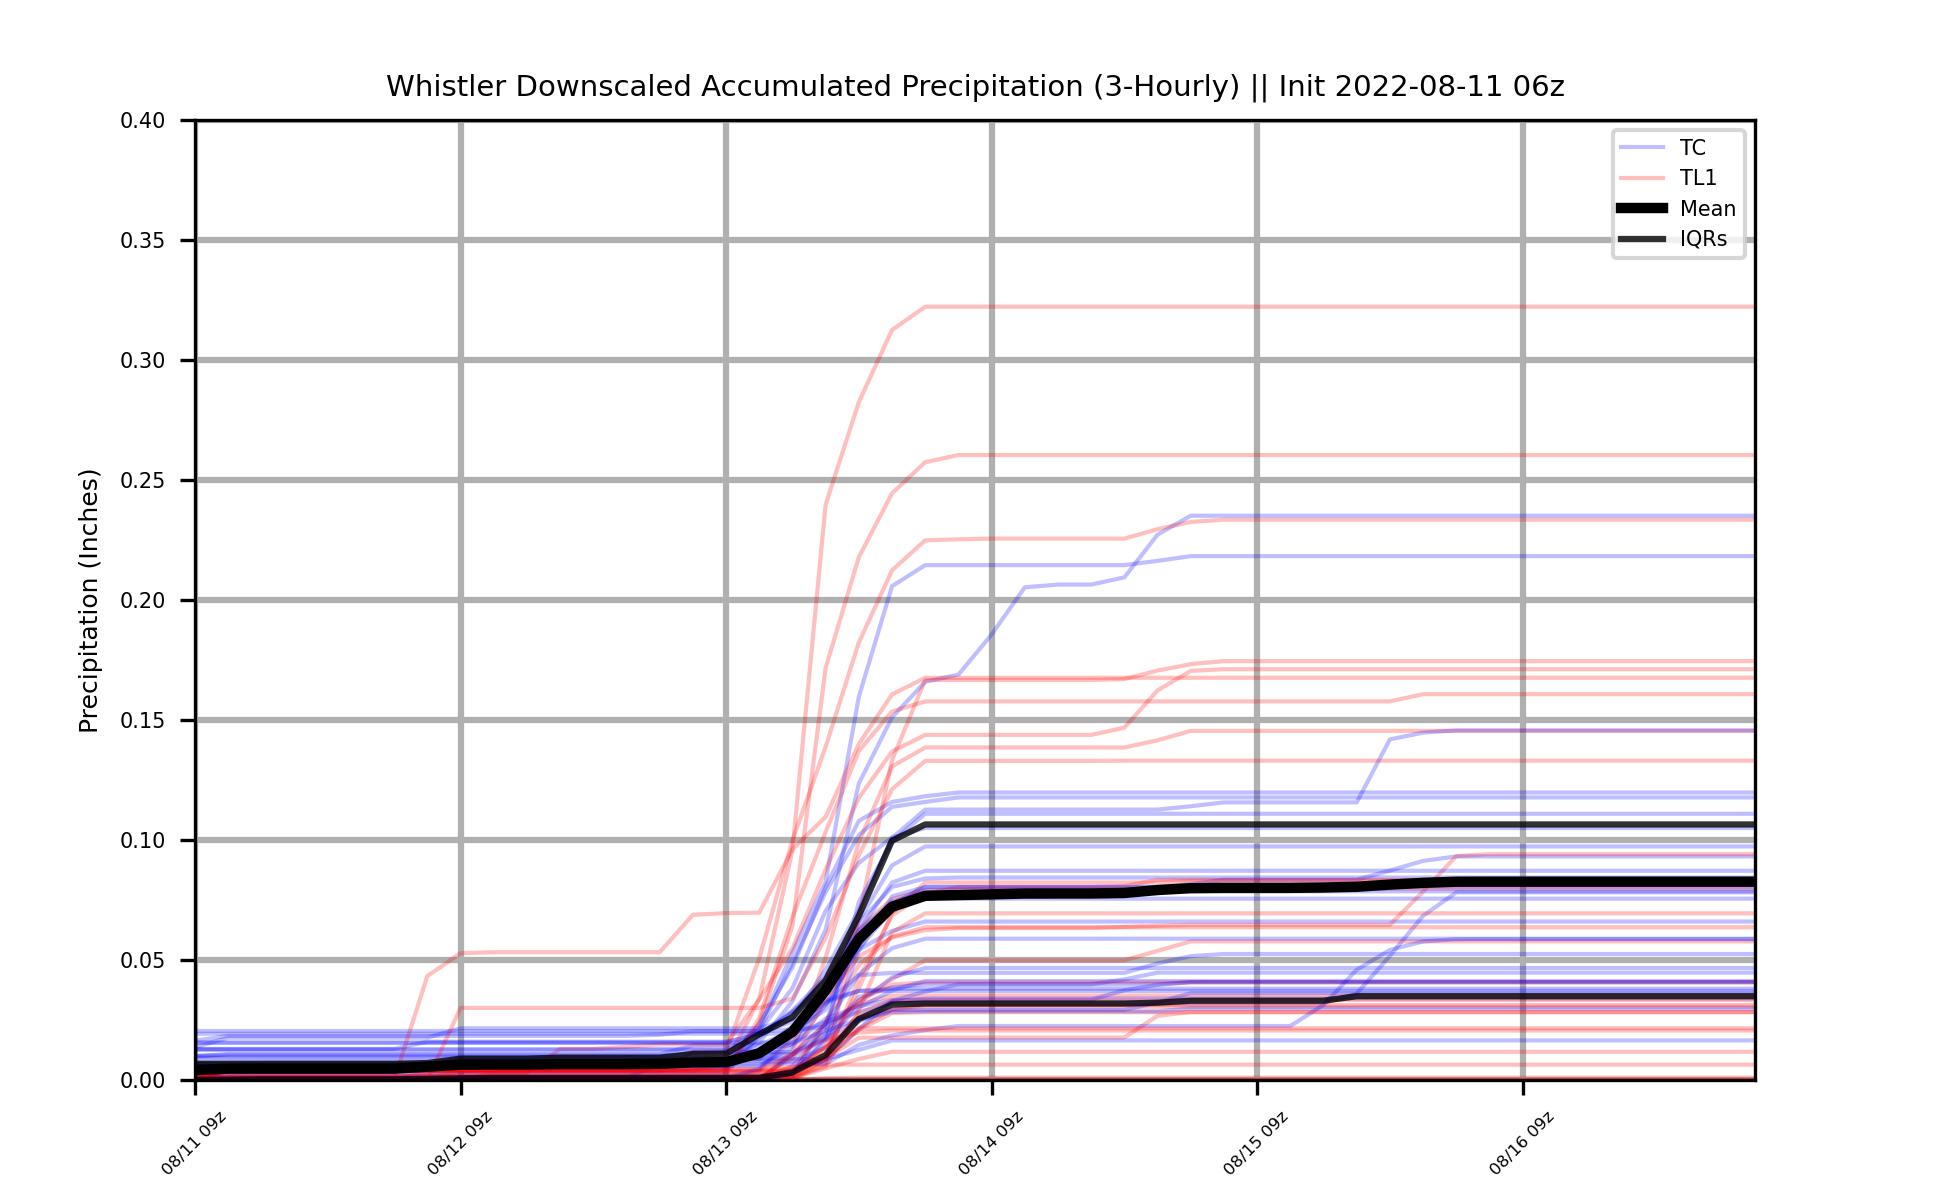 Whistler Downscaled Accumulated Precipitation (3-Hourly) || Init 2022-08-11 06z
0.40
0.35
0.30
0.25
0.20
0.15
0.10
0.05
0.00
Precipitation (Inches)
TC
TL1
Mean
IQRs
08/11 09z
08/12 09z
08/13 09z
08/14 09z
08/15 09z
08/16 09z